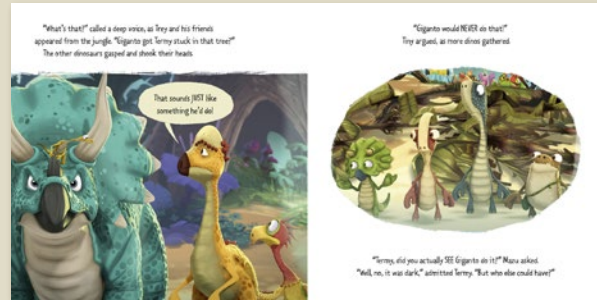 "What's that?" called a deep voice, as Trey and his friends
appeared from the jungle. "Giganto got Termy stuck in that tree?"
The other dinosaurs gasped and shook their heads.
That sounds JUST like
something he'd do!
"Giganto would NEVER do that!"
Tiny argued, as more dinos gathered.
"Termy, did you actually SEE Giganto do it?" Mazu asked.
"Well, no, it was dark," admitted Termy. "But who else could have?"